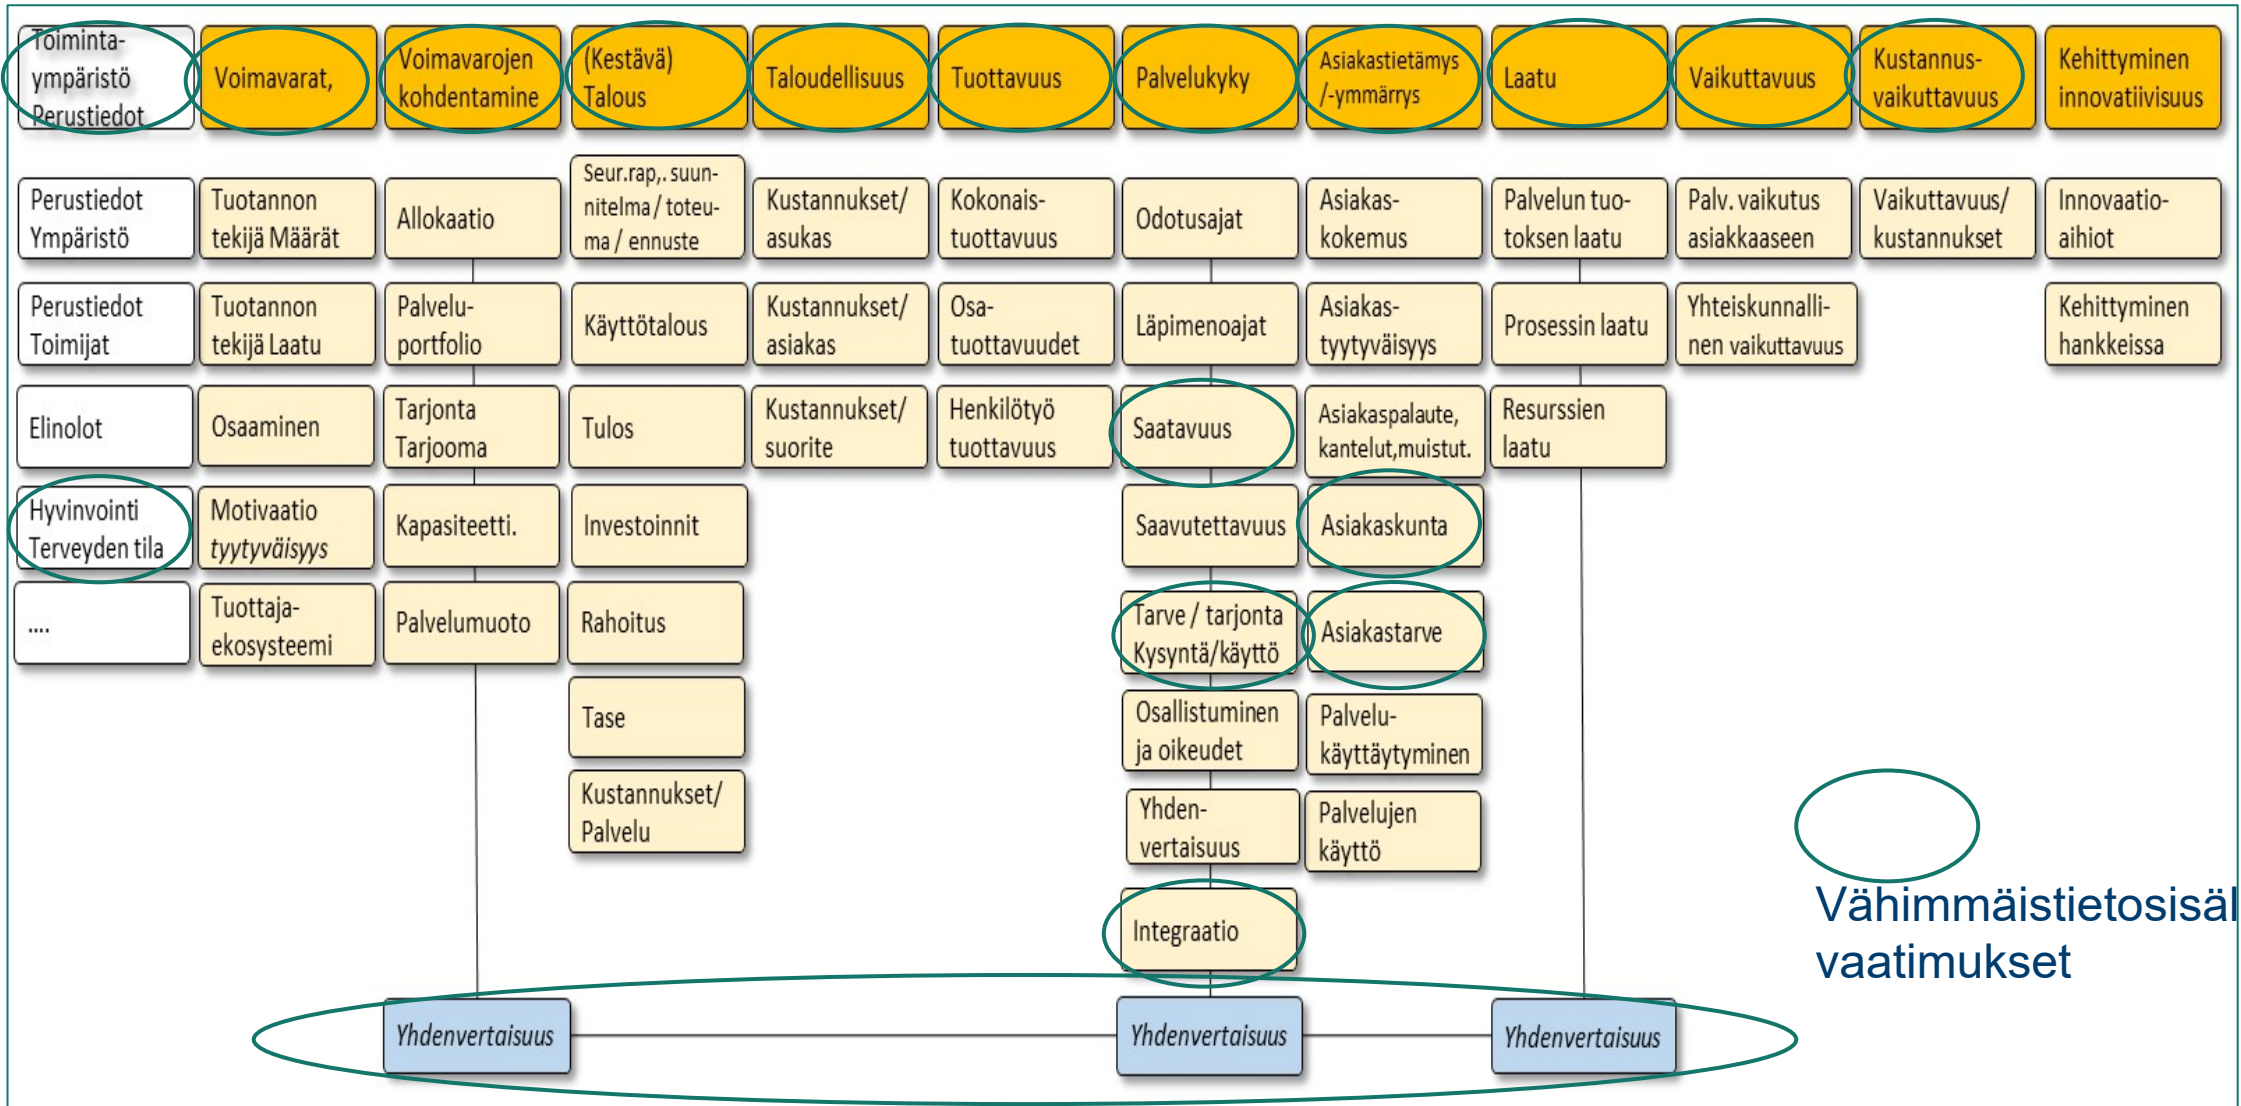 Toiminta-
ympäristö
Perustiedot
Voimavarat,
Voimavarojen
kohdentamine
(Kestävä)
Talous
Taloudellisuus
Tuottavuus
Palvelukyky
Asiakastietämys
/-ymmärrys
Laatu
Vaikuttavuus
Kustannus-
vaikuttavuus
Kehittyminen
innovatiivisuus
Perustiedot
Ympäristö
Tuotannon
tekijä Määrät
Allokaatio
Seur.rap,. suun-
nitelma / toteu-
ma / ennuste
Kustannukset/
asukas
Kokonais-
tuottavuus
Odotusajat
Asiakas-
kokemus
Palvelun tuo-
toksen laatu
Palv. vaikutus
asiakkaaseen
Vaikuttavuus/
kustannukset
Innovaatio-
aihiot
Perustiedot
Toimijat
Tuotannon
tekijä Laatu
Palvelu-
portfolio
Käyttötalous
Kustannukset/
asiakas
Osa-
tuottavuudet
Läpimenoajat
Asiakas-
tyytyväisyys
Prosessin laatu
Yhteiskunnalli-
nen vaikuttavuus
Kehittyminen
hankkeissa
Elinolot
Osaaminen
Tarjonta
Tarjooma
Tulos
Kustannukset/
suorite
Henkilötyö
tuottavuus
Saatavuus
Asiakaspalaute,
kantelut,muistut.
Resurssien
laatu
Hyvinvointi
Terveyden tila
Motivaatio
tyytyväisyys
Kapasiteetti.
Investoinnit
Saavutettavuus
Asiakaskunta
....
Tuottaja-
ekosysteemi
Palvelumuoto
Rahoitus
Tarve / tarjonta
Kysyntä/käyttö
Asiakastarve
Tase
Osallistuminen
ja oikeudet
Palvelu-
käyttäytyminen
Kustannukset/
Palvelu
Yhden-
vertaisuus
Palvelujen
käyttö
Integraatio
Vähimmäistietosisäl
vaatimukset
Yhdenvertaisuus
Yhdenvertaisuus
Yhdenvertaisuus